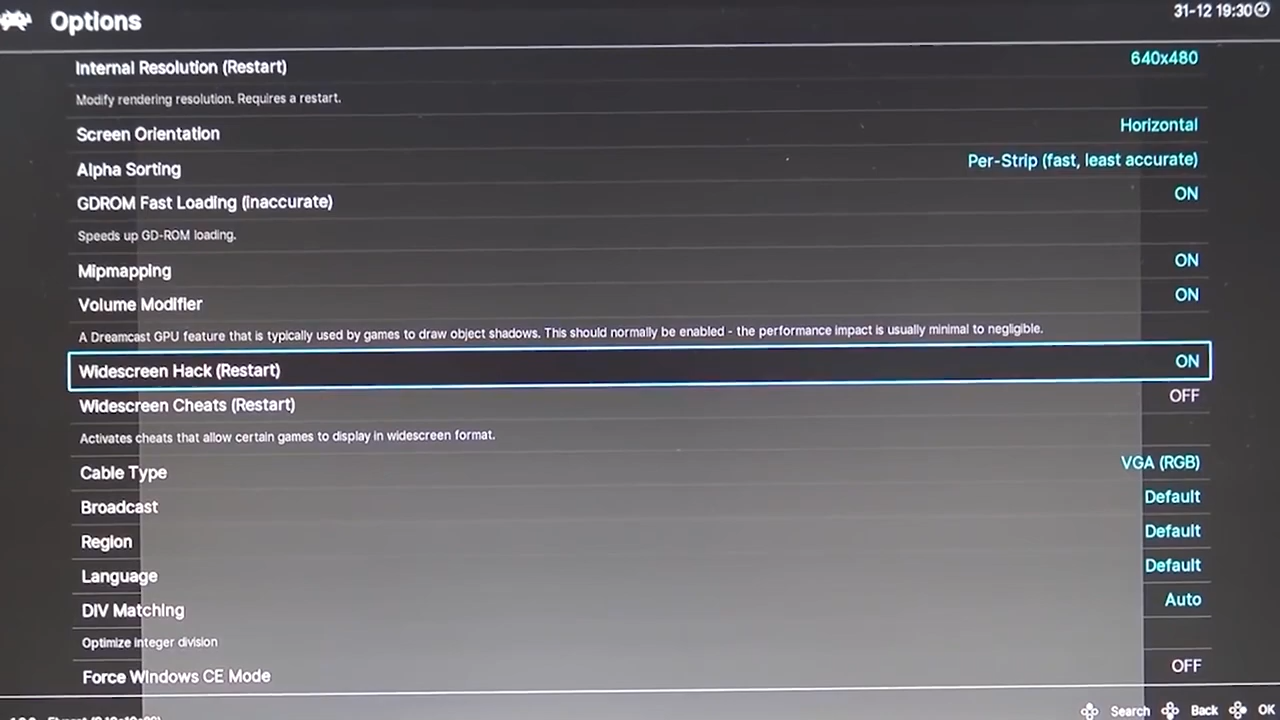 Options
31-12 19:30
Internal Resolution (Restart) 640x480
Modify rendering resolution. Requires a restart.
Screen Orientation Horizontal
Alpha Sorting Per-Strip (fast, least accurate)
GDROM Fast Loading (inaccurate) ON
Speeds up GD-ROM loading.
Mipmapping ON
Volume Modifier ON
A Dreamcast GPU feature that is typically used by games to draw object shadows. This should normally be enabled - the performance impact is usually minimal to negligible.
Widescreen Hack (Restart) ON
Widescreen Cheats (Restart) OFF
Activates cheats that allow certain games to display in widescreen format.
Cable Type VGA (RGB)
Broadcast Default
Region Default
Language Default
DIV Matching Auto
Optimize integer division
Force Windows CE Mode OFF
Search Back OK